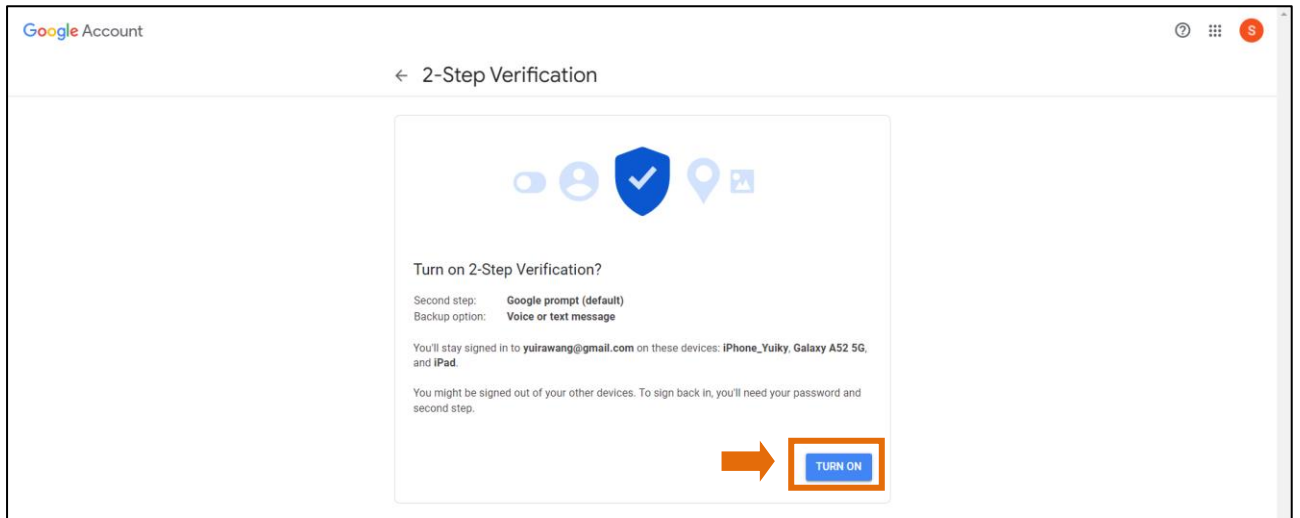 Google Account
S
2-Step Verification
Turn on 2-Step Verification?
Second step: Google prompt (default)
Backup option: Voice or text message
You'll stay signed in to yuirawang@gmail.com on these devices: iPhone_Yuiky, Galaxy A52 5G,
and iPad.
You might be signed out of your other devices. To sign back in, you'll need your password and
second step.
TURN ON